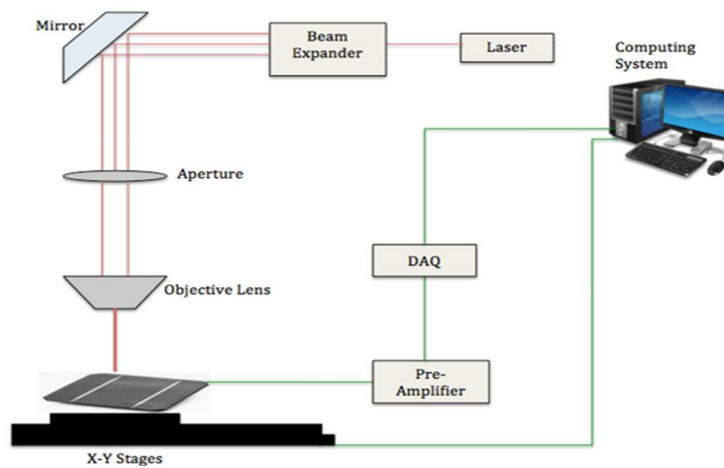 Mirror
Beam
Expander
Laser
Computing
System
Aperture
DAQ
Objective Lens
Pre-
Amplifier
X-Y Stages